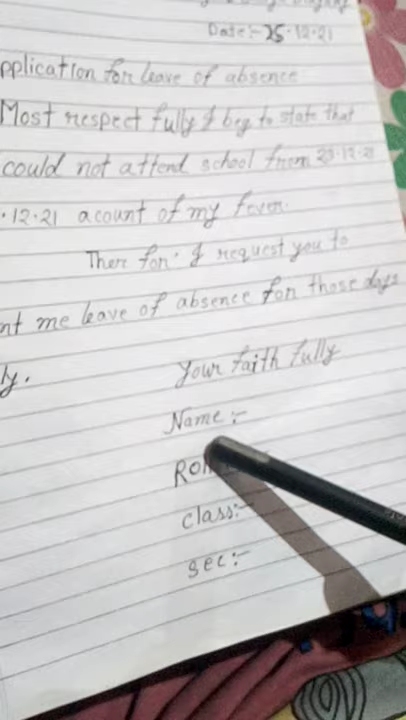 Date:- 25.12.21
pplication for leave of absence
Most respect fully I beg to state that
could not attend school from 23.12.21
.12.21 acount of my fever.
Ther for I request you to
nt me leave of absence for those days
ly.
Your faith fully
Name:-
Roll
class:-
sec:-